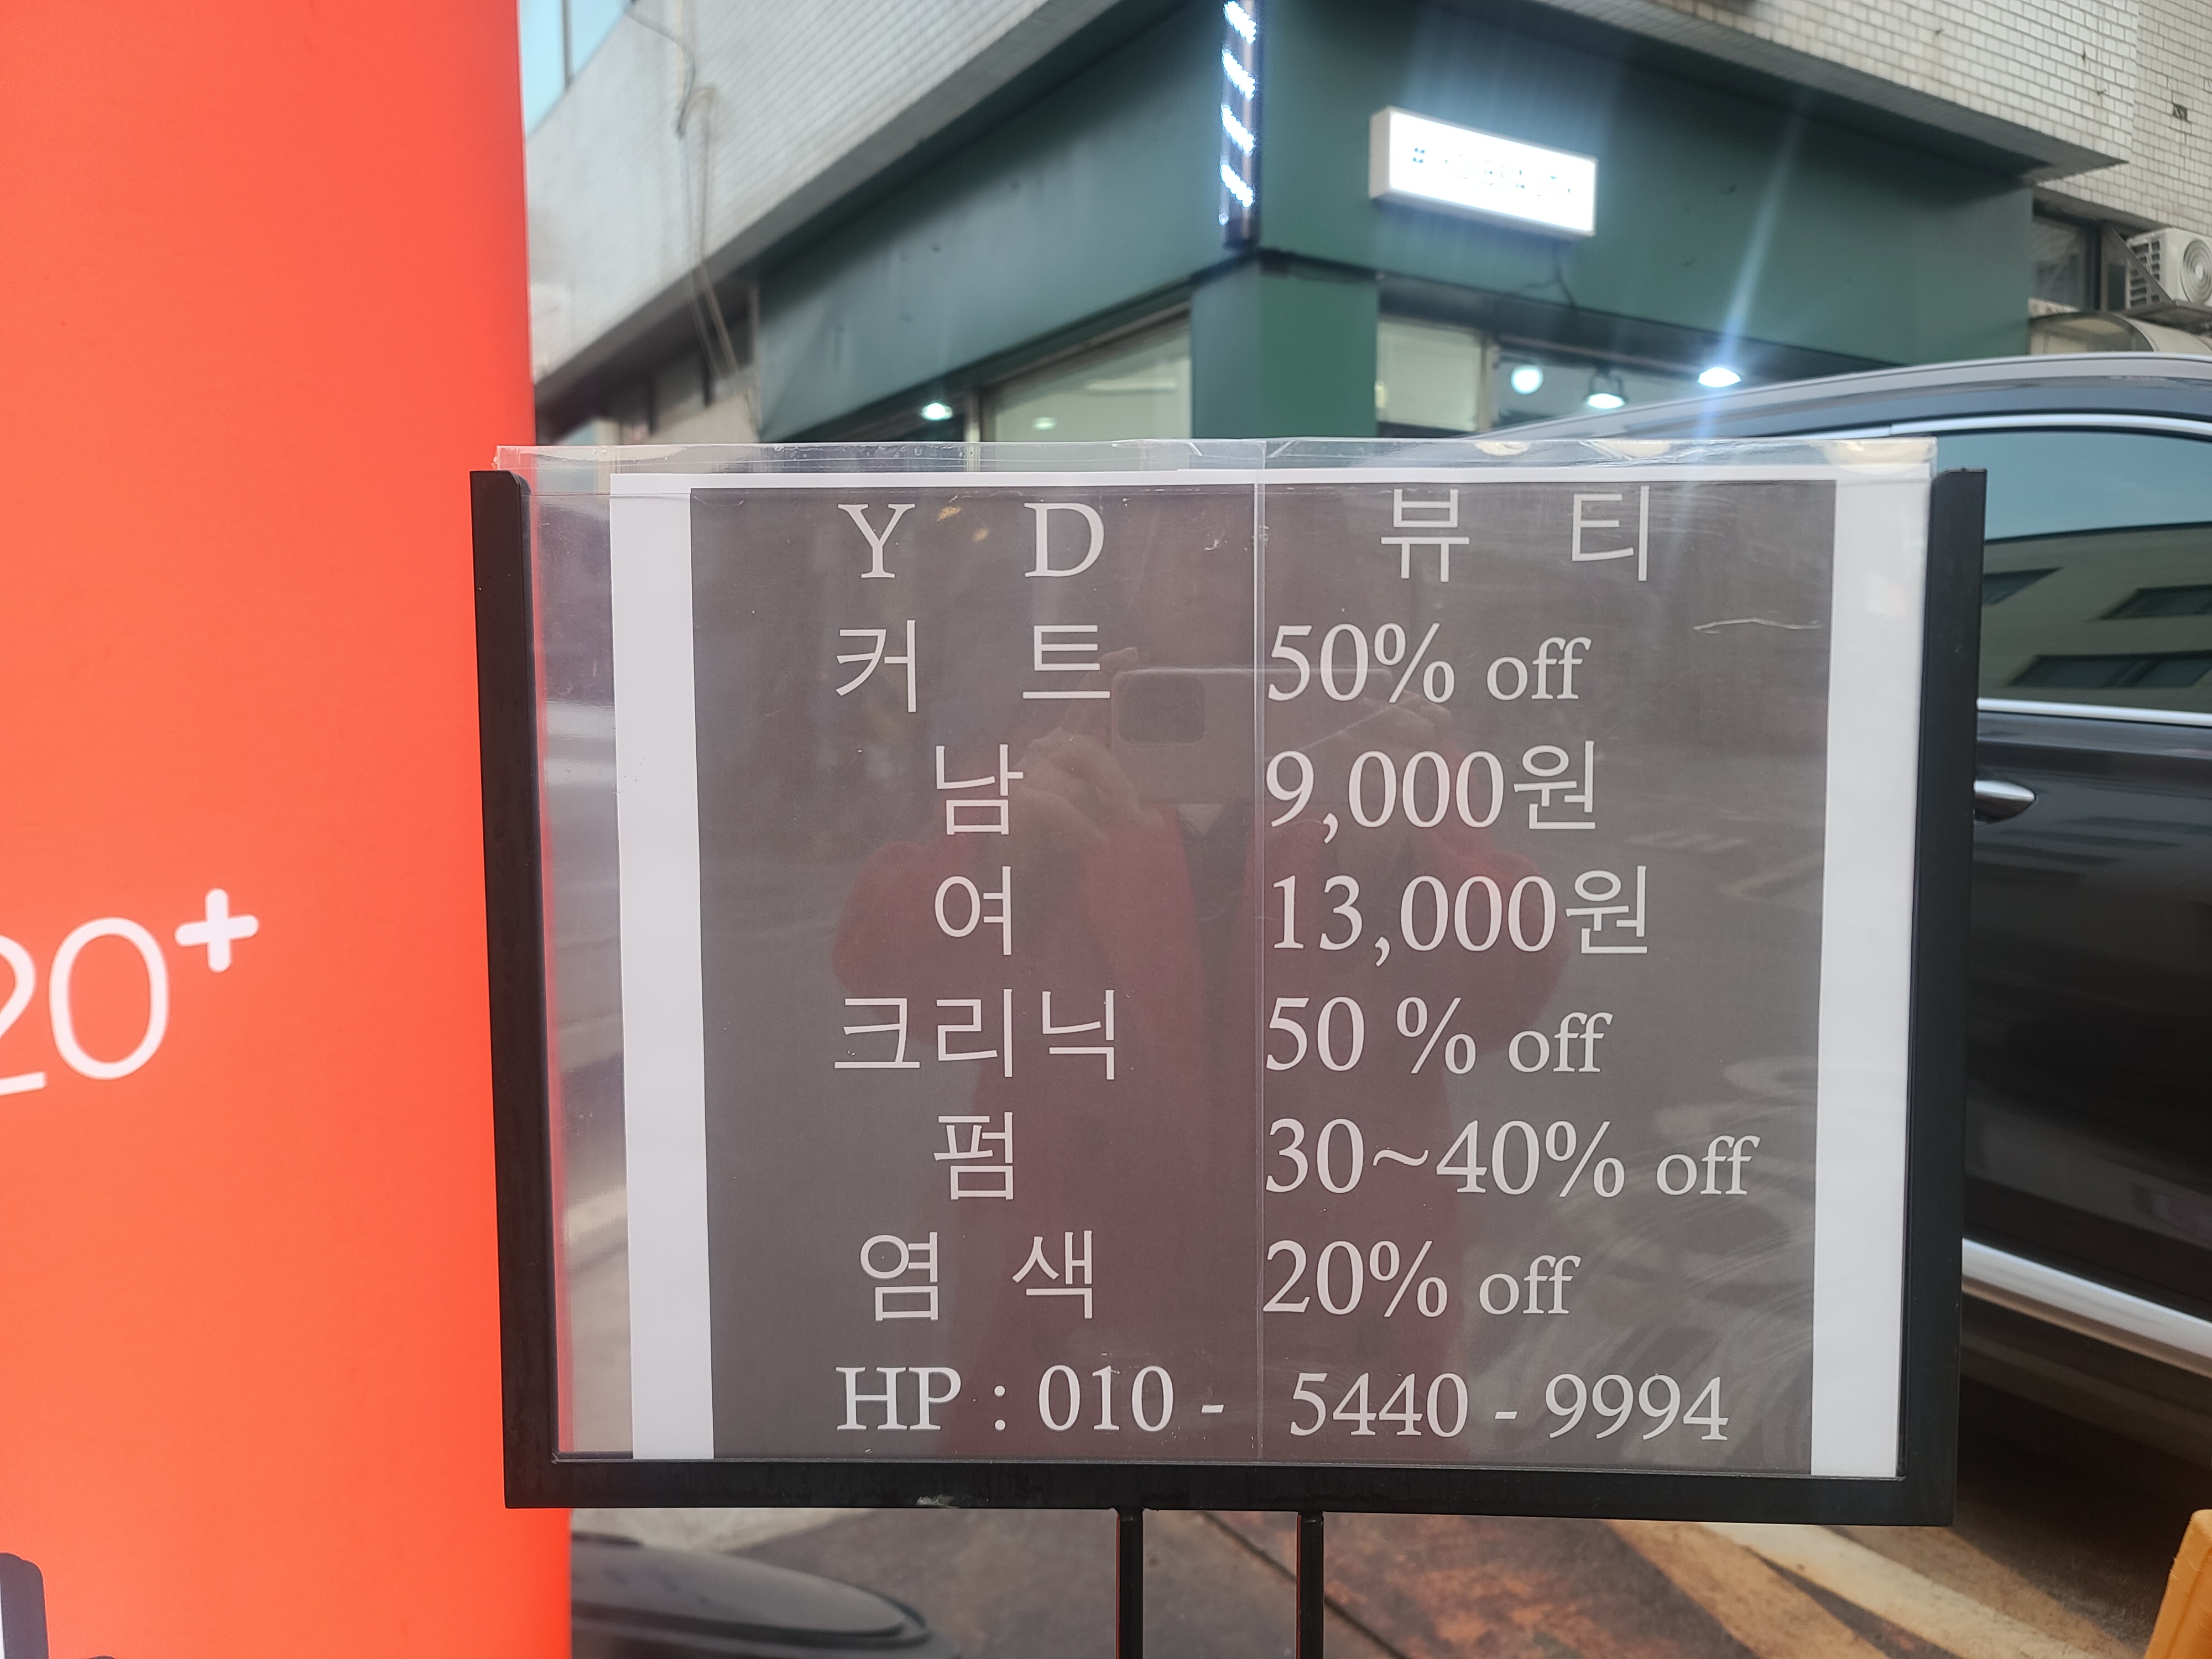 20+
Y D 뷰 티
커 트 50% off
남 9,000원
여 13,000원
크리닉 50 % off
펌 30~40% off
염 색 20% off
HP : 010 - 5440 - 9994